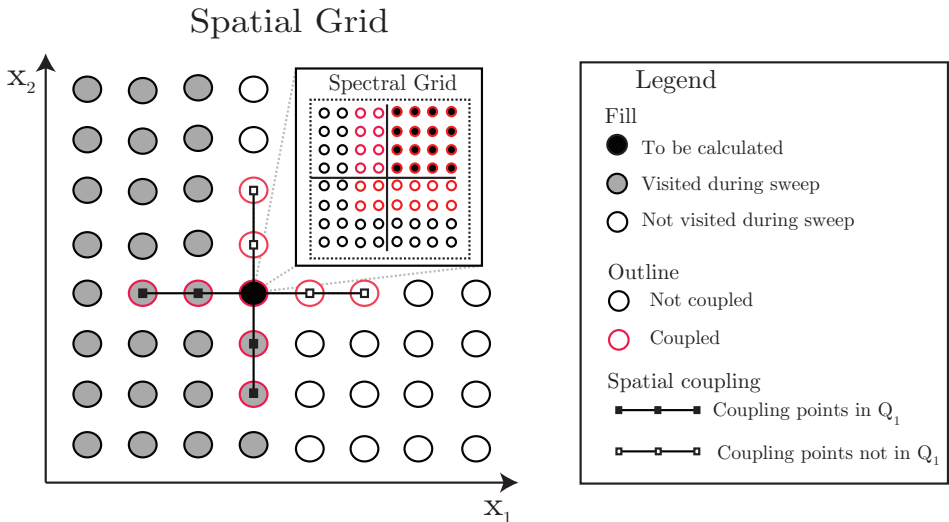 Spatial Grid
X2
Spectral Grid
X1
Legend
Fill
To be calculated
Visited during sweep
Not visited during sweep
Outline
Not coupled
Coupled
Spatial coupling
Coupling points in Q1
Coupling points not in Q1